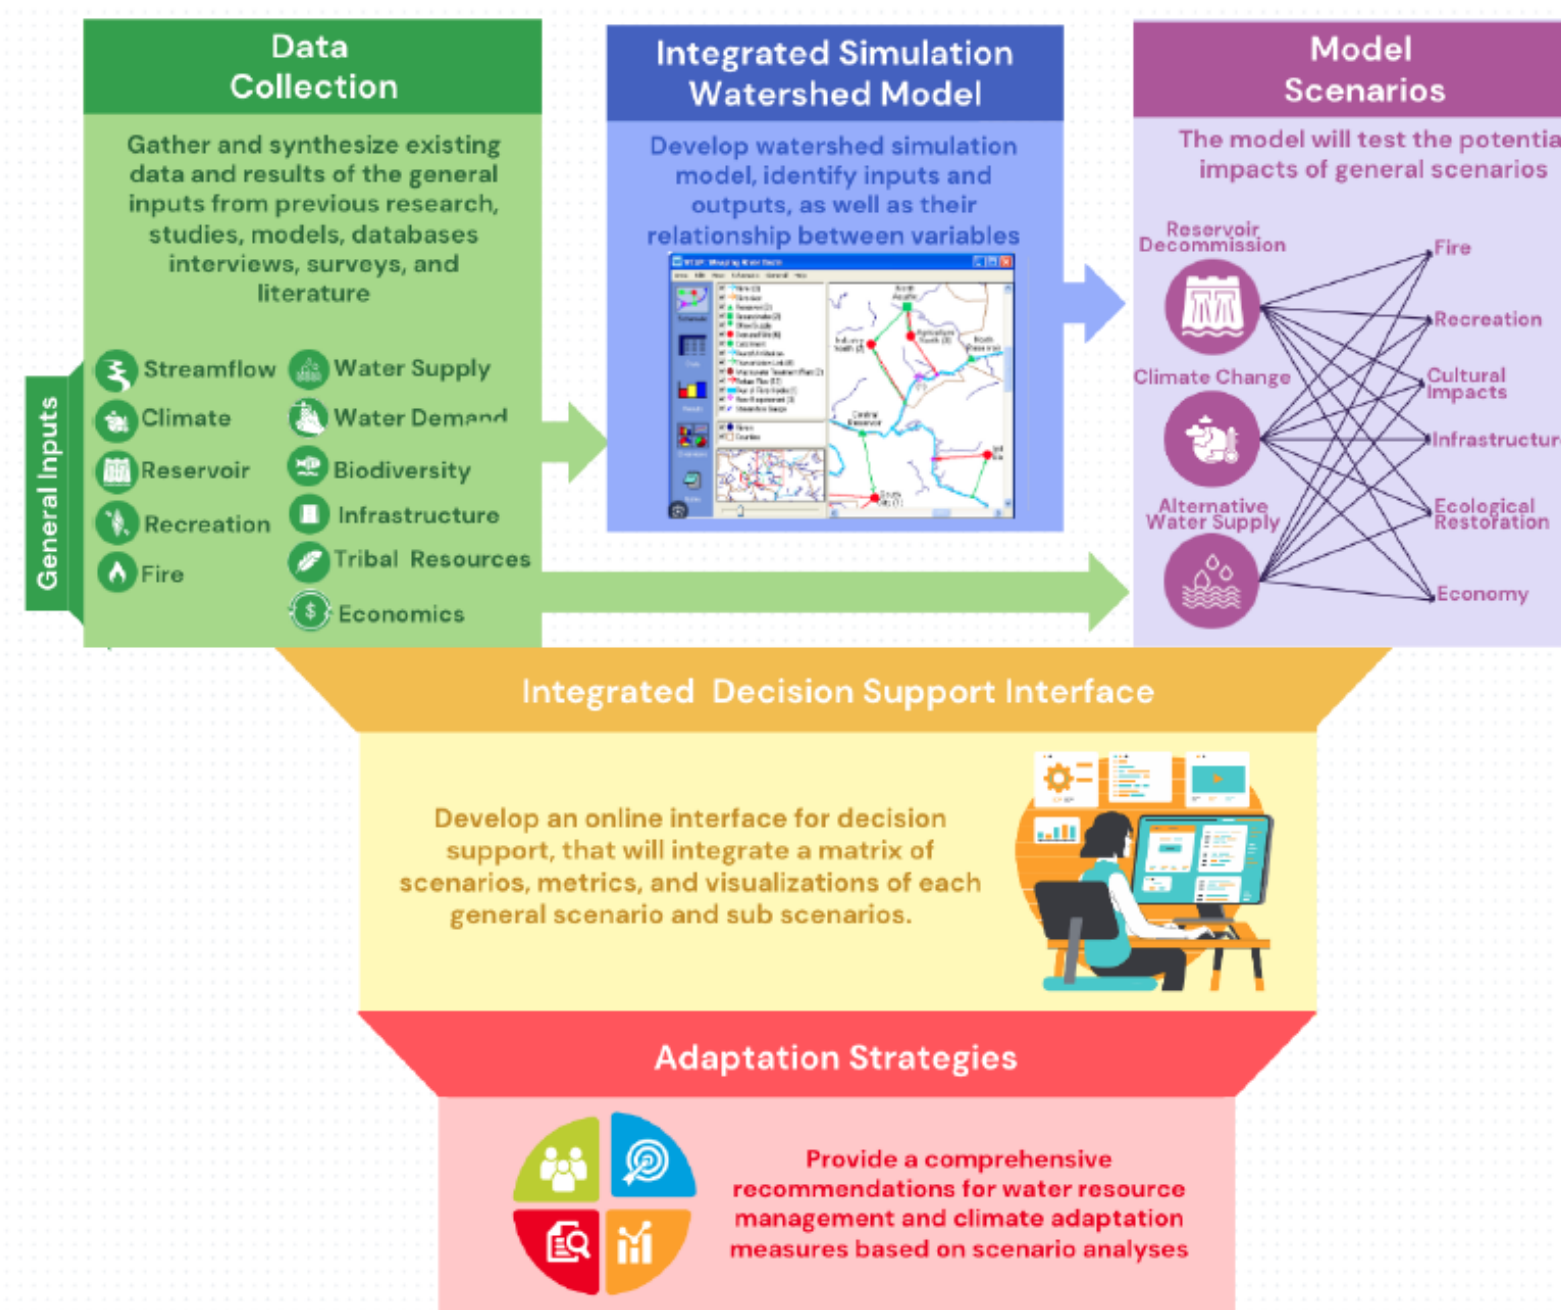 Data
Collection
Gather and synthesize existing
data and results of the general
inputs from previous research,
studies, models, databases
interviews, surveys, and
literature
General Inputs
Streamflow
Climate
Reservoir
Recreation
Fire
Water Supply
Water Demand
Biodiversity
Infrastructure
Tribal Resources
Economics
Integrated Simulation
Watershed Model
Develop watershed simulation
model, identify inputs and
outputs, as well as their
relationship between variables
Model
Scenarios
The model will test the potentia
impacts of general scenarios
Reservoir
Decommission
Climate Change
Alternative
Water Supply
Fire
Recreation
Cultural
Impacts
Infrastructure
Ecological
Restoration
Economy
Integrated Decision Support Interface
Develop an online interface for decision
support, that will integrate a matrix of
scenarios, metrics, and visualizations of each
general scenario and sub scenarios.
Adaptation Strategies
Provide a comprehensive
recommendations for water resource
management and climate adaptation
measures based on scenario analyses